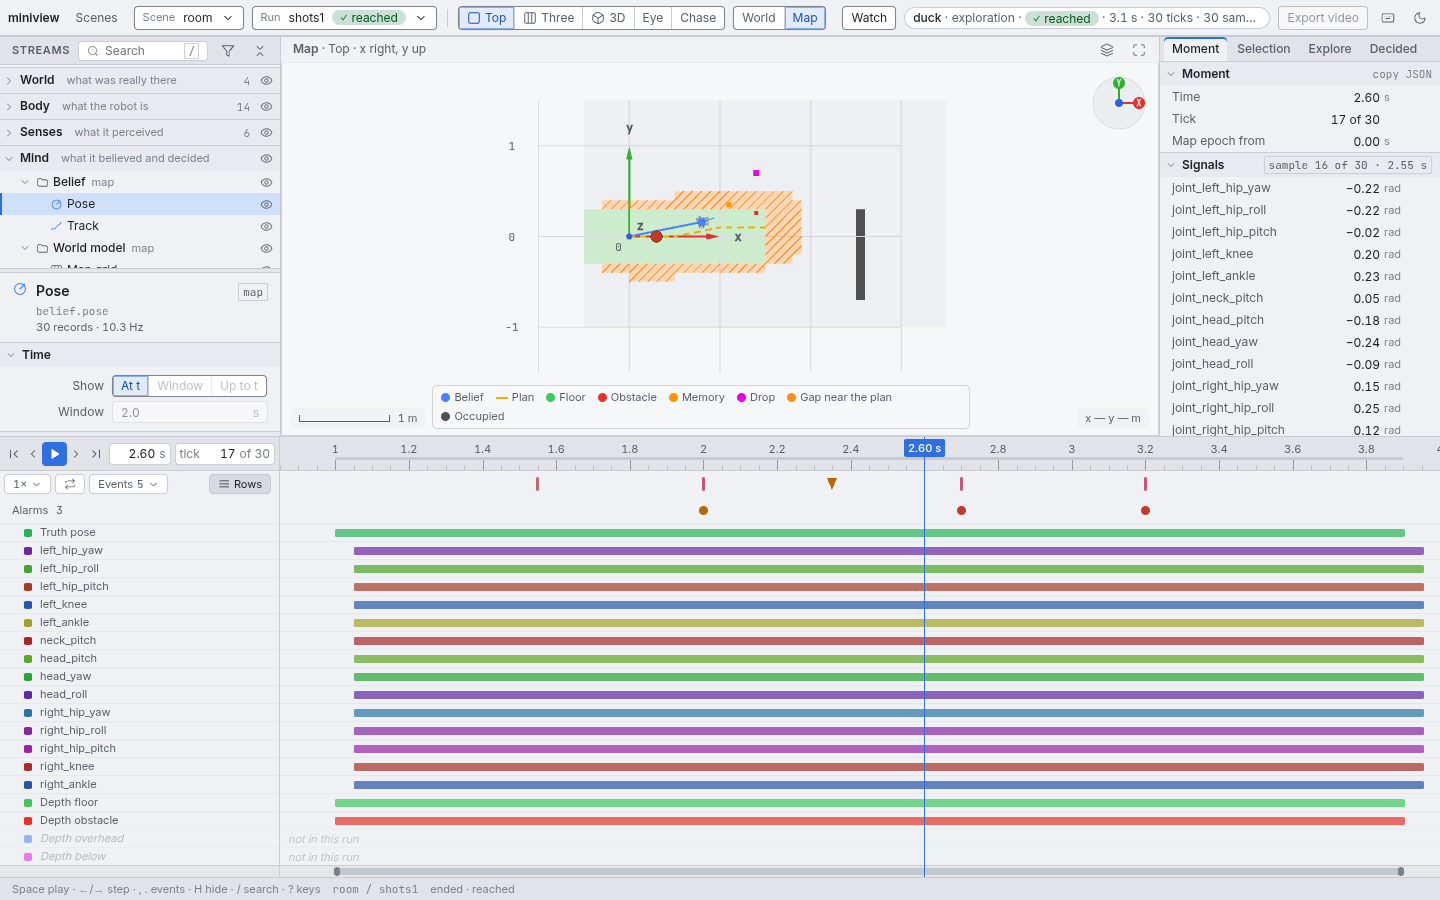 miniview Scenes Scene room Run shots1 ✓ reached Top Three 3D Eye Chase World Map Watch duck · exploration · ✓ reached · 3.1 s · 30 ticks · 30 sam… Export video
STREAMS Search /
World what was really there 4
Body what the robot is 14
Senses what it perceived 6
Mind what it believed and decided
Belief map
Pose
Track
World model map
Pose map
belief.pose
30 records · 10.3 Hz
Time
Show At t Window Up to t
Window 2.0 s
Map · Top · x right, y up
Y
X
y
1
z
x
0
0
-1
1 m
Belief Plan Floor Obstacle Memory Drop Gap near the plan
Occupied
x — y — m
Moment Selection Explore Decided
Moment copy JSON
Time 2.60 s
Tick 17 of 30
Map epoch from 0.00 s
Signals sample 16 of 30 · 2.55 s
joint_left_hip_yaw −0.22 rad
joint_left_hip_roll −0.22 rad
joint_left_hip_pitch −0.02 rad
joint_left_knee 0.20 rad
joint_left_ankle 0.23 rad
joint_neck_pitch 0.05 rad
joint_head_pitch −0.18 rad
joint_head_yaw −0.24 rad
joint_head_roll −0.09 rad
joint_right_hip_yaw 0.15 rad
joint_right_hip_roll 0.25 rad
joint_right_hip_pitch 0.12 rad
2.60 s tick 17 of 30
1 1.2 1.4 1.6 1.8 2 2.2 2.4 2.60 s 2.8 3 3.2 3.4 3.6 3.8
1× Events 5 Rows
Alarms 3
Truth pose
left_hip_yaw
left_hip_roll
left_hip_pitch
left_knee
left_ankle
neck_pitch
head_pitch
head_yaw
head_roll
right_hip_yaw
right_hip_roll
right_hip_pitch
right_knee
right_ankle
Depth floor
Depth obstacle
Depth overhead not in this run
Depth below not in this run
Space play · ←/→ step · , . events · H hide · / search · ? keys room / shots1 ended · reached